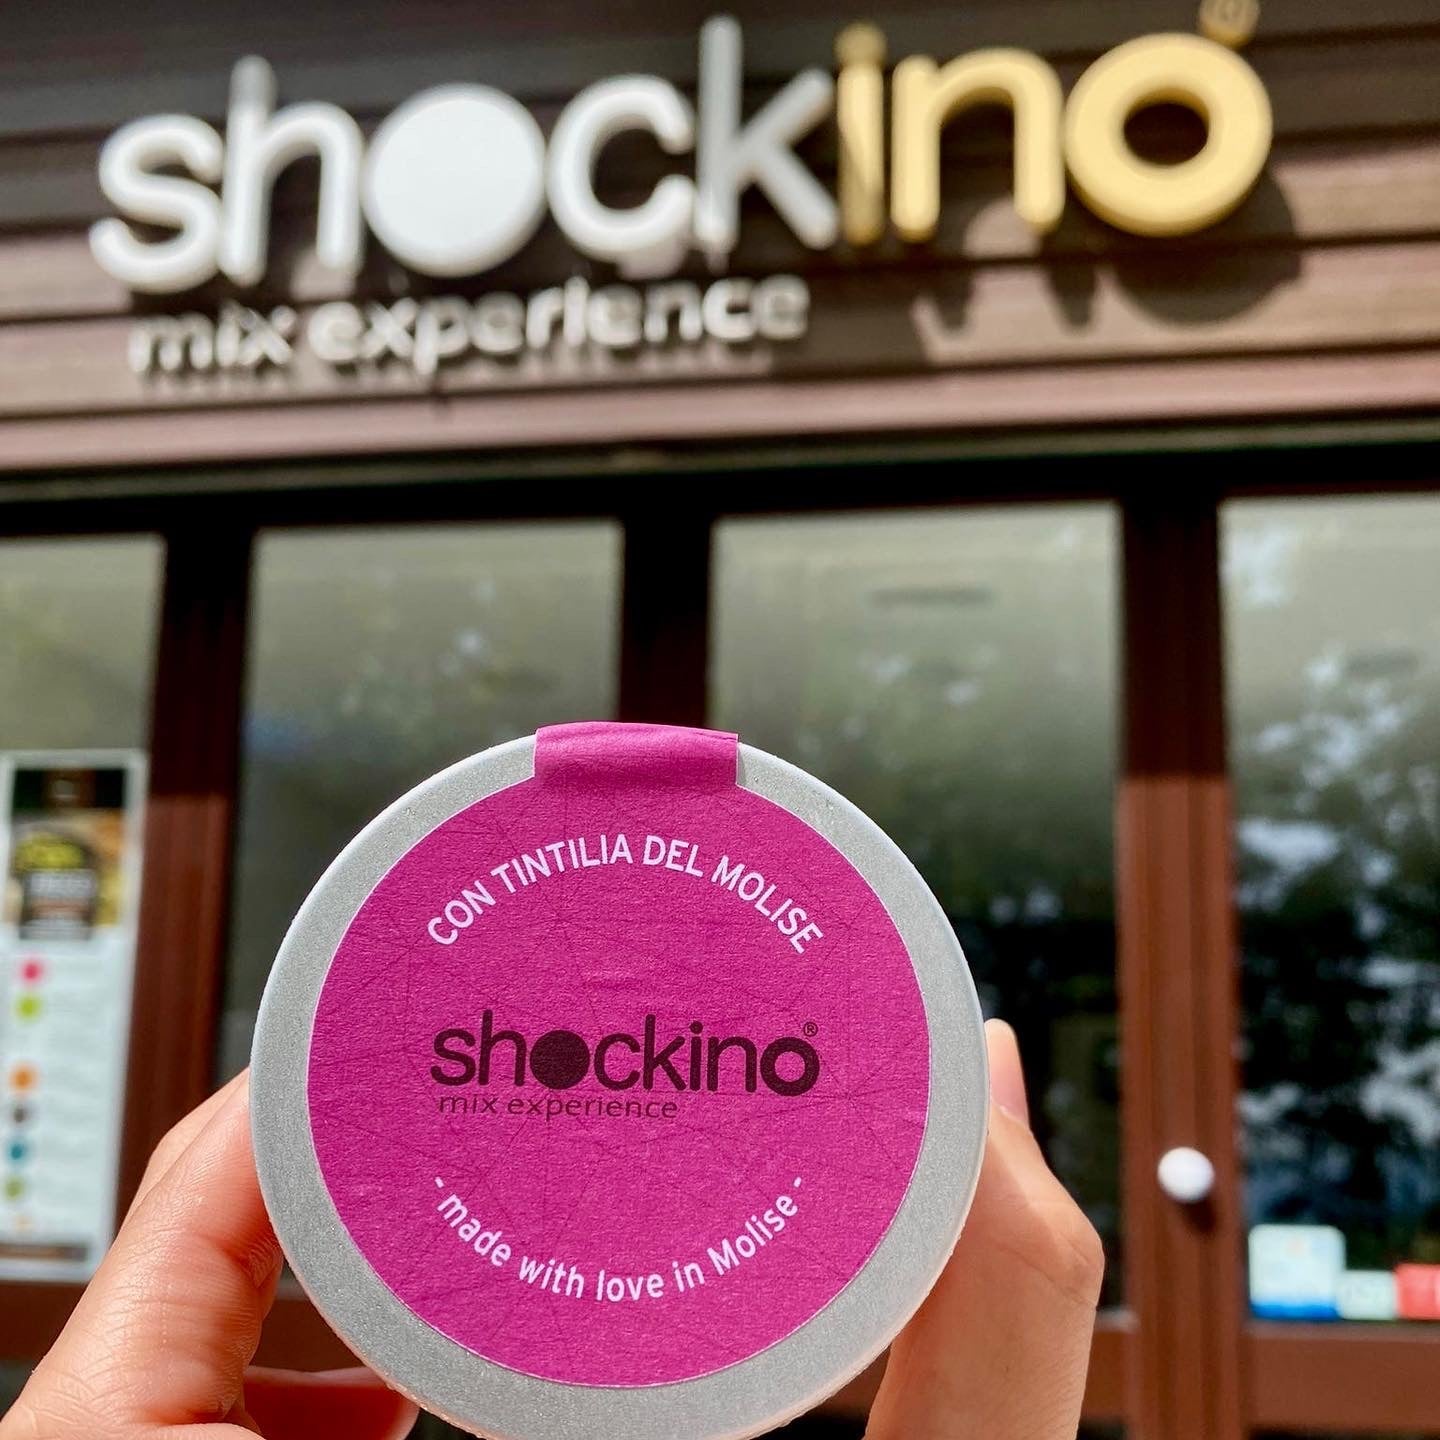 shockino®
mix experience
CON TINTILIA DEL MOLISE
shockino®
mix experience
- made with love in Molise -